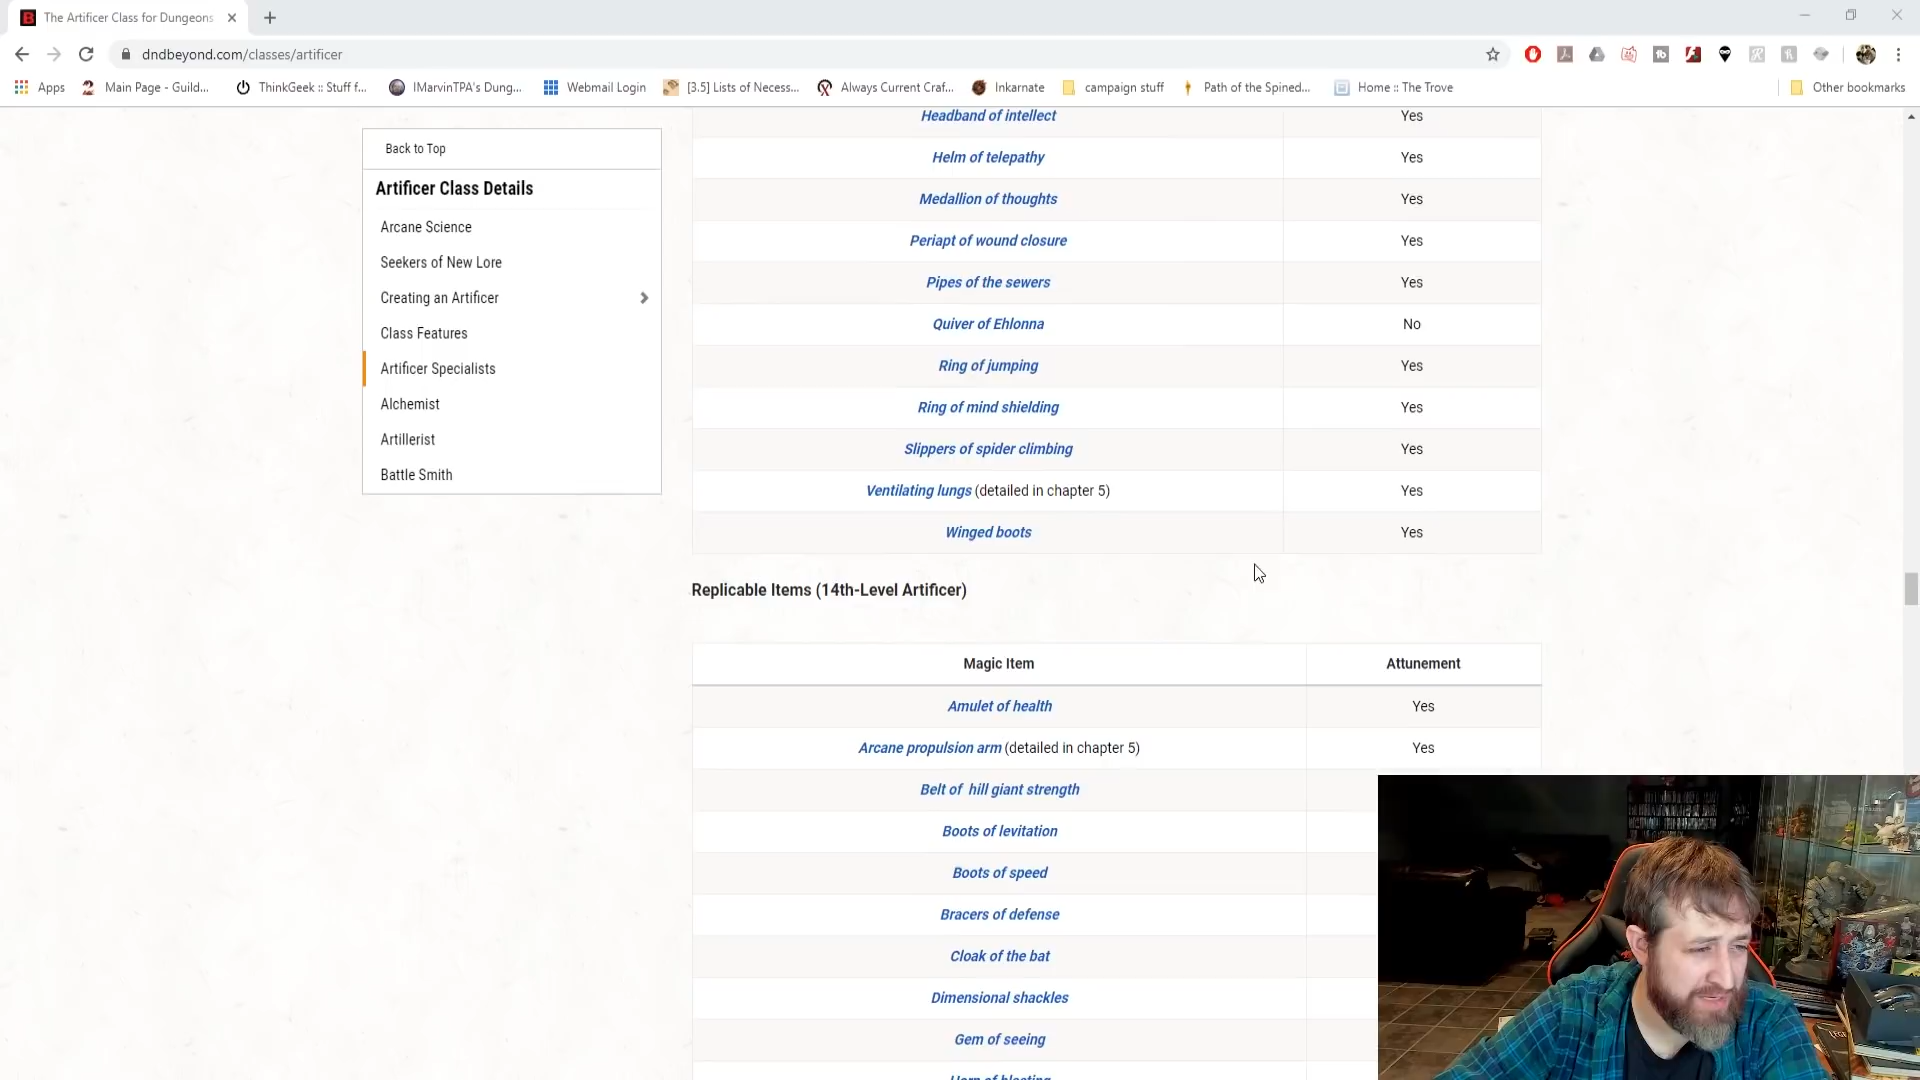 The Artificer Class for Dungeons
dndbeyond.com/classes/artificer
Apps
Main Page - Guild...
ThinkGeek :: Stuff f...
IMarvinTPA's Dung...
Webmail Login
[3.5] Lists of Necess...
Always Current Craf...
Inkarnate
campaign stuff
Path of the Spined...
Home :: The Trove
Other bookmarks
Back to Top
Artificer Class Details
Arcane Science
Seekers of New Lore
Creating an Artificer
Class Features
Artificer Specialists
Alchemist
Artillerist
Battle Smith
Headband of intellect Yes
Helm of telepathy Yes
Medallion of thoughts Yes
Periapt of wound closure Yes
Pipes of the sewers Yes
Quiver of Ehlonna No
Ring of jumping Yes
Ring of mind shielding Yes
Slippers of spider climbing Yes
Ventilating lungs (detailed in chapter 5) Yes
Winged boots Yes
Replicable Items (14th-Level Artificer)
Magic Item Attunement
Amulet of health Yes
Arcane propulsion arm (detailed in chapter 5) Yes
Belt of hill giant strength
Boots of levitation
Boots of speed
Bracers of defense
Cloak of the bat
Dimensional shackles
Gem of seeing
Horn of blasting